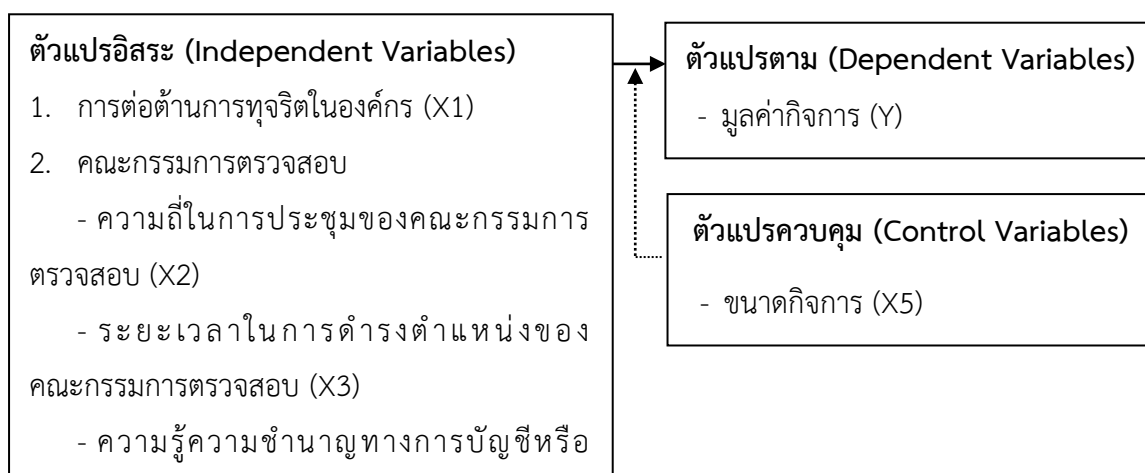 ตัวแปรอิสระ (Independent Variables)
1. การต่อต้านการทุจริตในองค์กร (X1)
2. คณะกรรมการตรวจสอบ
- ความถี่ในการประชุมของคณะกรรมการ
ตรวจสอบ (X2)
- ระยะเวลาในการดำรงตำแหน่งของ
คณะกรรมการตรวจสอบ (X3)
- ความรู้ความชำนาญทางการบัญชีหรือ
ตัวแปรตาม (Dependent Variables)
- มูลค่ากิจการ (Y)
ตัวแปรควบคุม (Control Variables)
- ขนาดกิจการ (X5)